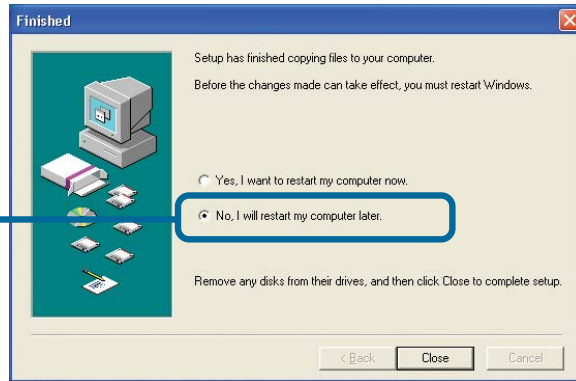 Finished
Setup has finished copying files to your computer.
Before the changes made can take effect, you must restart Windows.
Yes, I want to restart my computer now.
No, I will restart my computer later.
Remove any disks from their drives, and then click Close to complete setup.
< Back
Close
Cancel